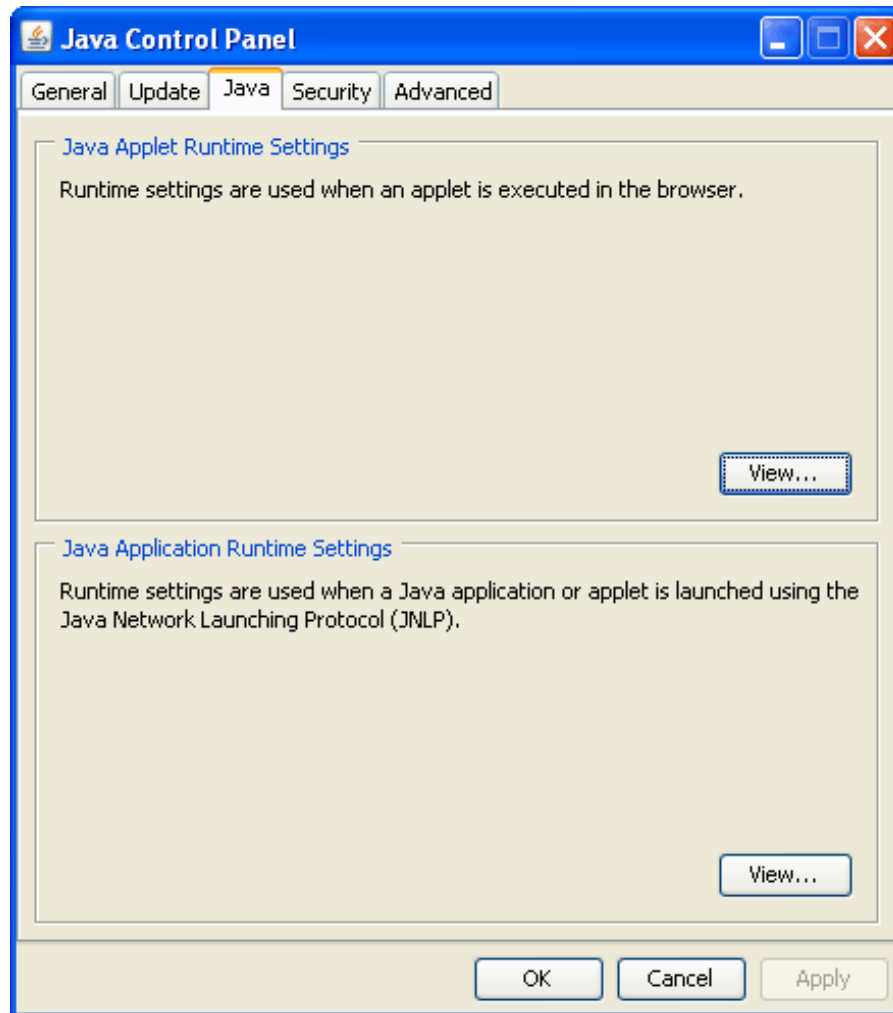 Java Control Panel
General Update Java Security Advanced
Java Applet Runtime Settings
Runtime settings are used when an applet is executed in the browser.
View...
Java Application Runtime Settings
Runtime settings are used when a Java application or applet is launched using the
Java Network Launching Protocol (JNLP).
View...
OK Cancel Apply